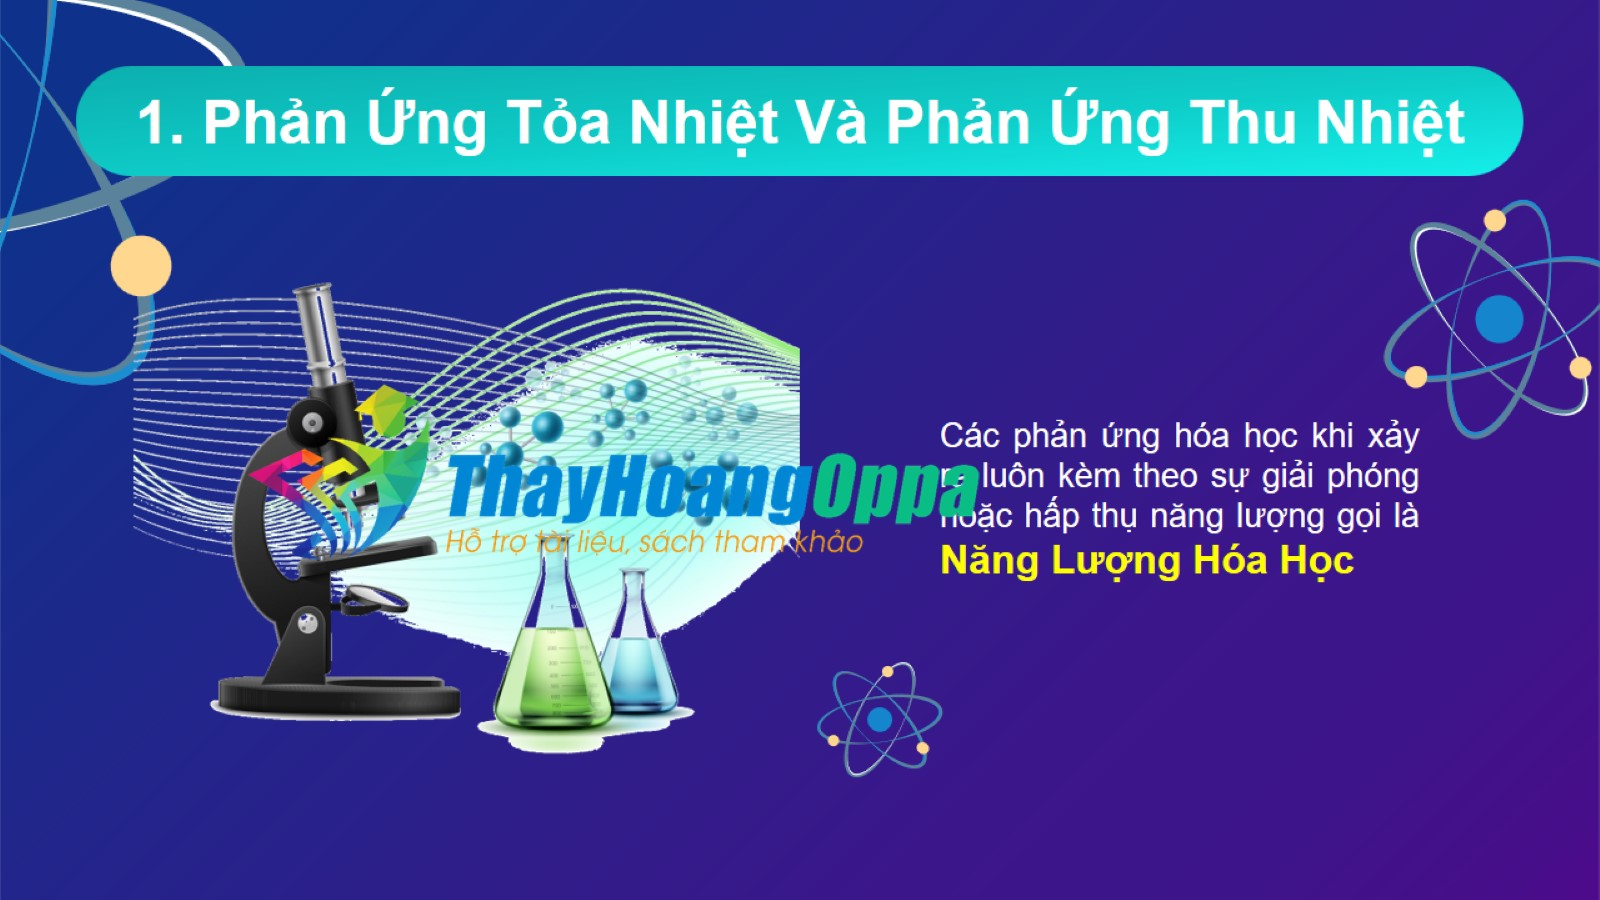 1. Phản Ứng Tỏa Nhiệt Và Phản Ứng Thu Nhiệt
Các phản ứng hóa học khi xảy
ra luôn kèm theo sự giải phóng
hoặc hấp thụ năng lượng gọi là
Năng Lượng Hóa Học
ThayHoangOppa
Hỗ trợ tài liệu, sách tham khảo